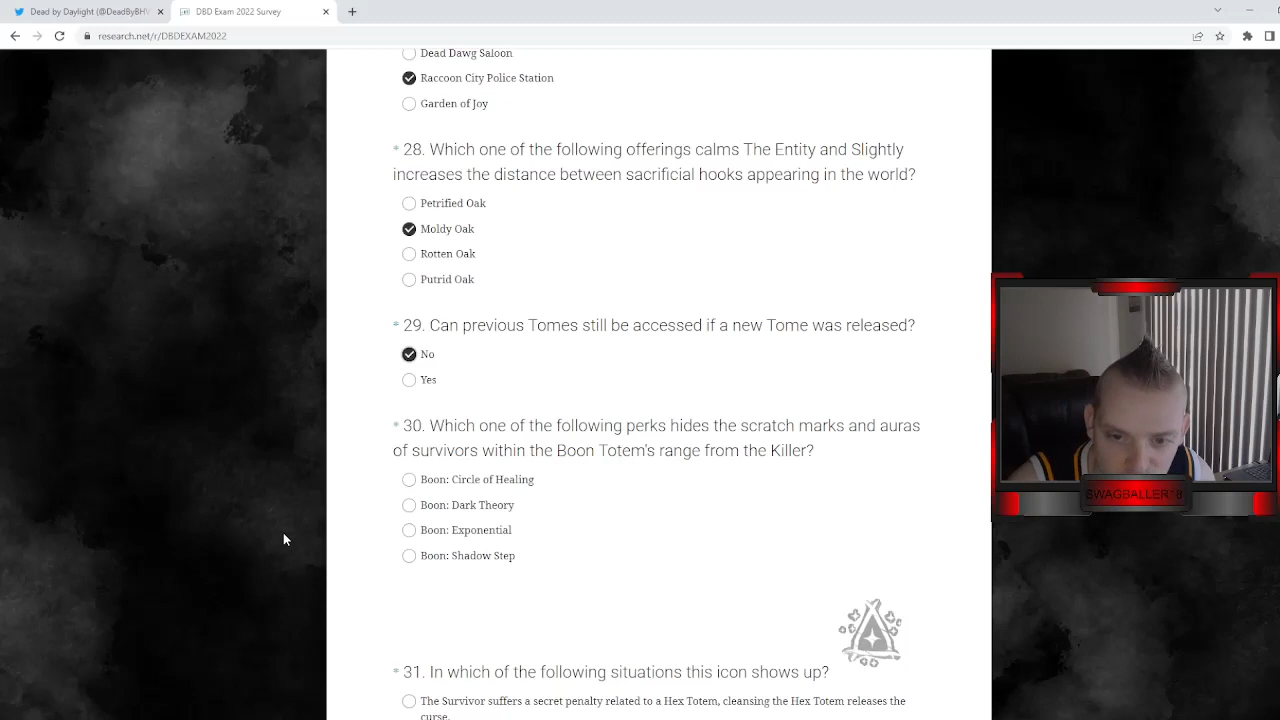 Dead by Daylight (@DeadByBHV
DBD Exam 2022 Survey
research.net/r/DBDEXAM2022
Dead Dawg Saloon
Raccoon City Police Station
Garden of Joy
* 28. Which one of the following offerings calms The Entity and Slightly
increases the distance between sacrificial hooks appearing in the world?
Petrified Oak
Moldy Oak
Rotten Oak
Putrid Oak
* 29. Can previous Tomes still be accessed if a new Tome was released?
No
Yes
* 30. Which one of the following perks hides the scratch marks and auras
of survivors within the Boon Totem's range from the Killer?
Boon: Circle of Healing
Boon: Dark Theory
Boon: Exponential
Boon: Shadow Step
SWAGBALLER18
* 31. In which of the following situations this icon shows up?
The Survivor suffers a secret penalty related to a Hex Totem, cleansing the Hex Totem releases the
curse.